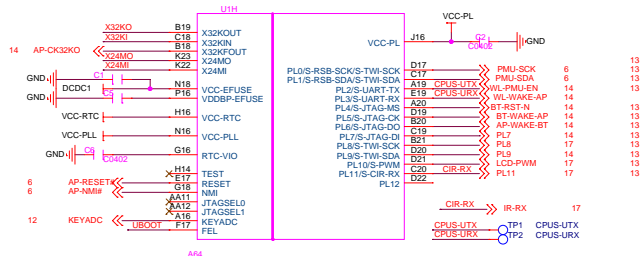 U1H
VCC-PL
X32KO B19 X32KOUT J16 VCC-PL C2 GND
X32KI C18 X32KIN C0402
14 AP-CK32KO B18 X32KFOUT
X24MO K23 X24MO D17 PMU-SCK 6 13
X24MI K22 X24MI PL0/S-RSB-SCK/S-TWI-SCK C17 PMU-SDA 6 13
GND C1 PL1/S-RSB-SDA/S-TWI-SDA A19 CPUS-UTX WL-PMU-EN 14 13
DCDC1 N18 VCC-EFUSE PL2/S-UART-TX E19 CPUS-URX WL-WAKE-AP 14 13
GND C5 P16 VDDBP-EFUSE PL3/S-UART-RX A20 BT-RST-N 14 13
PL4/S-JTAG-MS D19 BT-WAKE-AP 14 13
VCC-RTC H16 VCC-RTC PL5/S-JTAG-CK B20 AP-WAKE-BT 14 13
PL6/S-JTAG-DO C19 PL7 14 13
VCC-PLL N16 VCC-PLL PL7/S-JTAG-DI B21 PL8 17 13
PL8/S-TWI-SCK D20 PL9 14 13
GND C6 G16 RTC-VIO PL9/S-TWI-SDA D21 LCD-PWM 17 13
C0402 PL10/S-PWM C20 CIR-RX PL11 17 13
H14 TEST PL11/S-CIR-RX D22
6 AP-RESET# E17 RESET PL12
6 AP-NMI# G18 NMI
AA11 JTAGSEL0
AA12 JTAGSEL1 CIR-RX IR-RX 17
12 KEYADC A16 KEYADC
UBOOT F17 FEL CPUS-UTX TP1 CPUS-UTX
CPUS-URX TP2 CPUS-URX
A64